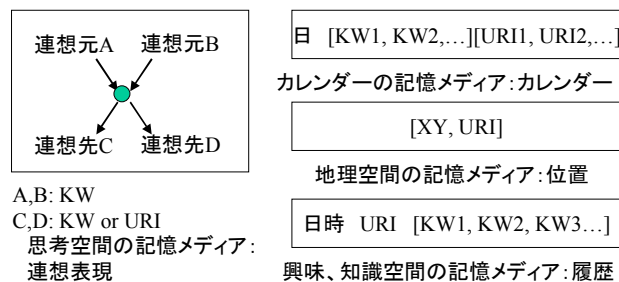 連想元A 連想元B
連想先C 連想先D
A,B: KW
C,D: KW or URI
思考空間の記憶メディア:
連想表現
日 [KW1, KW2,…][URI1, URI2,…]
カレンダーの記憶メディア:カレンダー
[XY, URI]
地理空間の記憶メディア:位置
日時 URI [KW1, KW2, KW3…]
興味、知識空間の記憶メディア:履歴